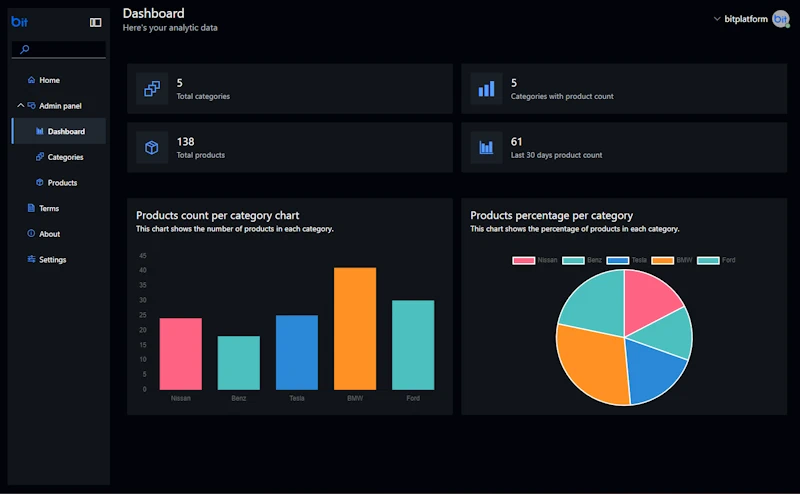 bit
Home
Admin panel
Dashboard
Categories
Products
Terms
About
Settings
Dashboard
Here's your analytic data
bitplatform
bit
5
Total categories
5
Categories with product count
138
Total products
61
Last 30 days product count
Products count per category chart
This chart shows the number of products in each category.
45
40
35
30
25
20
15
10
5
0
Nissan Benz Tesla BMW Ford
Products percentage per category
This chart shows the percentage of products in each category.
Nissan Benz Tesla BMW Ford